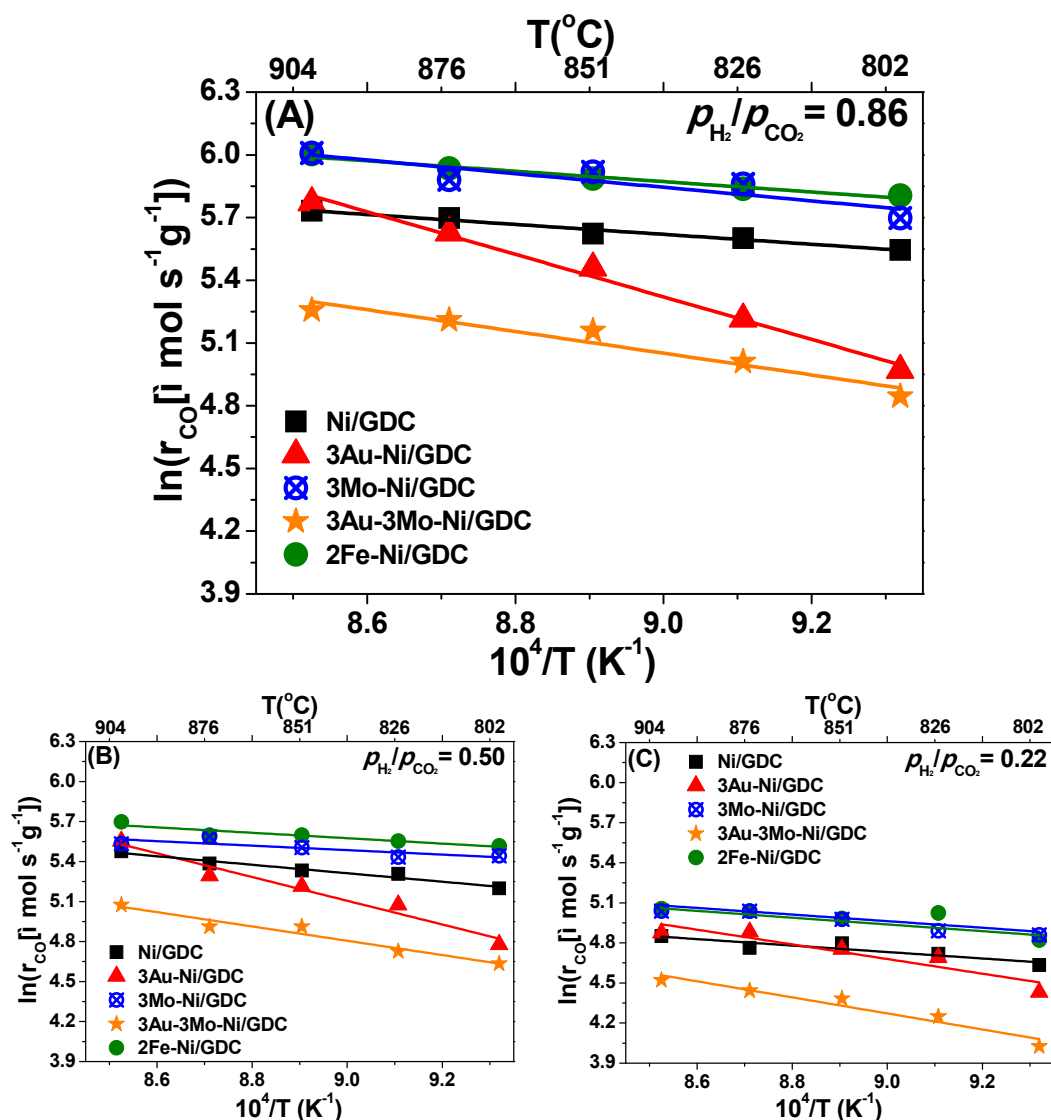 T(°C)
904 876 851 826 802
(A)
pH₂/pCO₂ = 0.86
6.3
6.0
5.7
5.4
5.1
4.8
4.5
4.2
3.9
ln(rCO[ì mol s⁻¹g⁻¹])
Ni/GDC
3Au-Ni/GDC
3Mo-Ni/GDC
3Au-3Mo-Ni/GDC
2Fe-Ni/GDC
8.6 8.8 9.0 9.2
10⁴/T (K⁻¹)
T(°C)
904 876 851 826 802
(B)
pH₂/pCO₂ = 0.50
6.3
6.0
5.7
5.4
5.1
4.8
4.5
4.2
3.9
ln(rCO[ì mol s⁻¹g⁻¹])
Ni/GDC
3Au-Ni/GDC
3Mo-Ni/GDC
3Au-3Mo-Ni/GDC
2Fe-Ni/GDC
8.6 8.8 9.0 9.2
10⁴/T (K⁻¹)
T(°C)
904 876 851 826 802
(C)
Ni/GDC
3Au-Ni/GDC
3Mo-Ni/GDC
3Au-3Mo-Ni/GDC
2Fe-Ni/GDC
pH₂/pCO₂ = 0.22
6.3
6.0
5.7
5.4
5.1
4.8
4.5
4.2
3.9
ln(rCO[ì mol s⁻¹g⁻¹])
8.6 8.8 9.0 9.2
10⁴/T (K⁻¹)